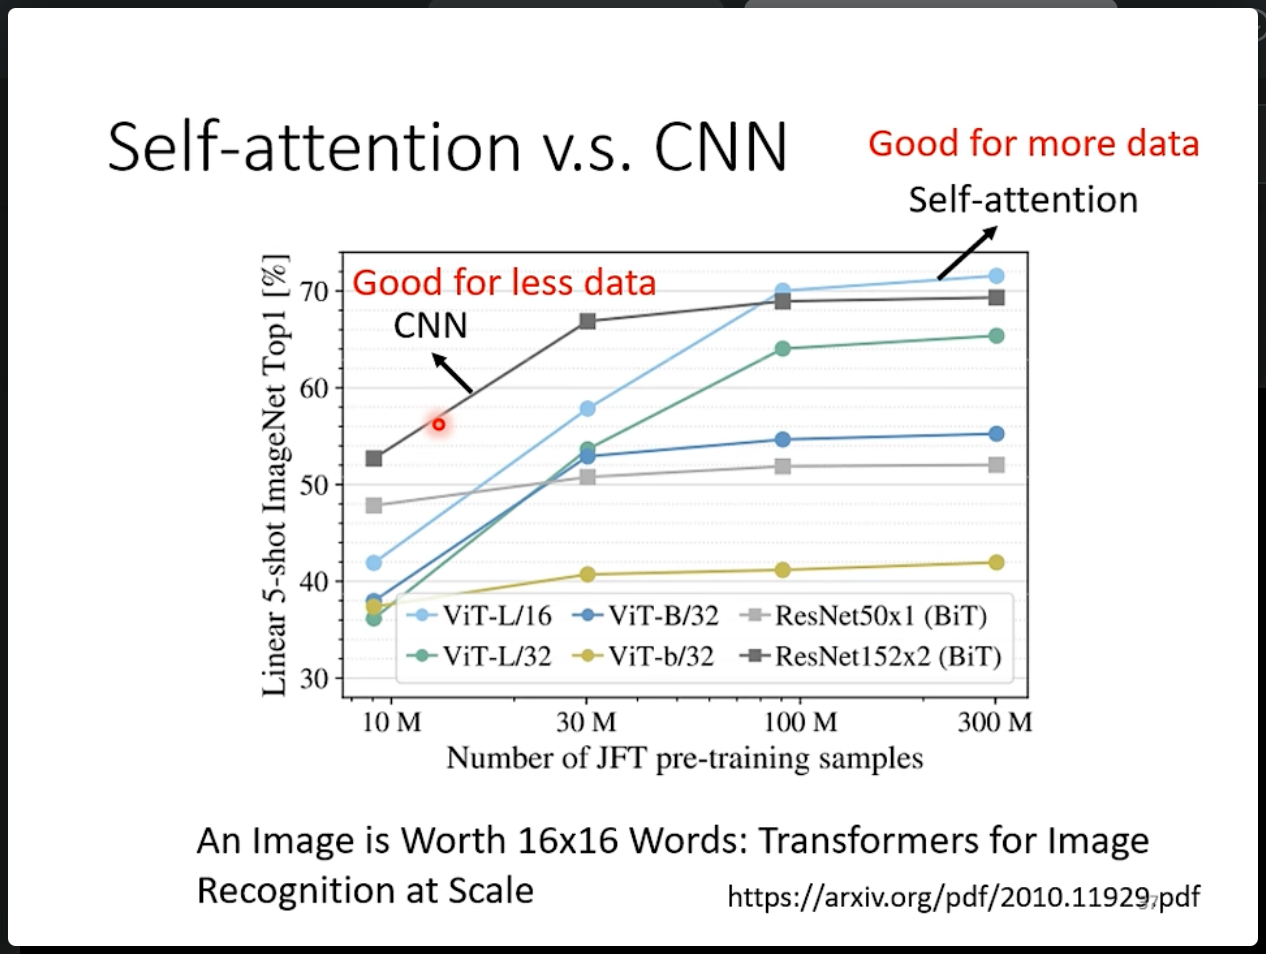 Self-attention v.s. CNN
Good for more data
Self-attention
Good for less data
CNN
Linear 5-shot ImageNet Top1 [%]
70
60
50
40
30
ViT-L/16 ViT-B/32 ResNet50x1 (BiT)
ViT-L/32 ViT-b/32 ResNet152x2 (BiT)
10 M 30 M 100 M 300 M
Number of JFT pre-training samples
An Image is Worth 16x16 Words: Transformers for Image
Recognition at Scale
https://arxiv.org/pdf/2010.11929.pdf
37